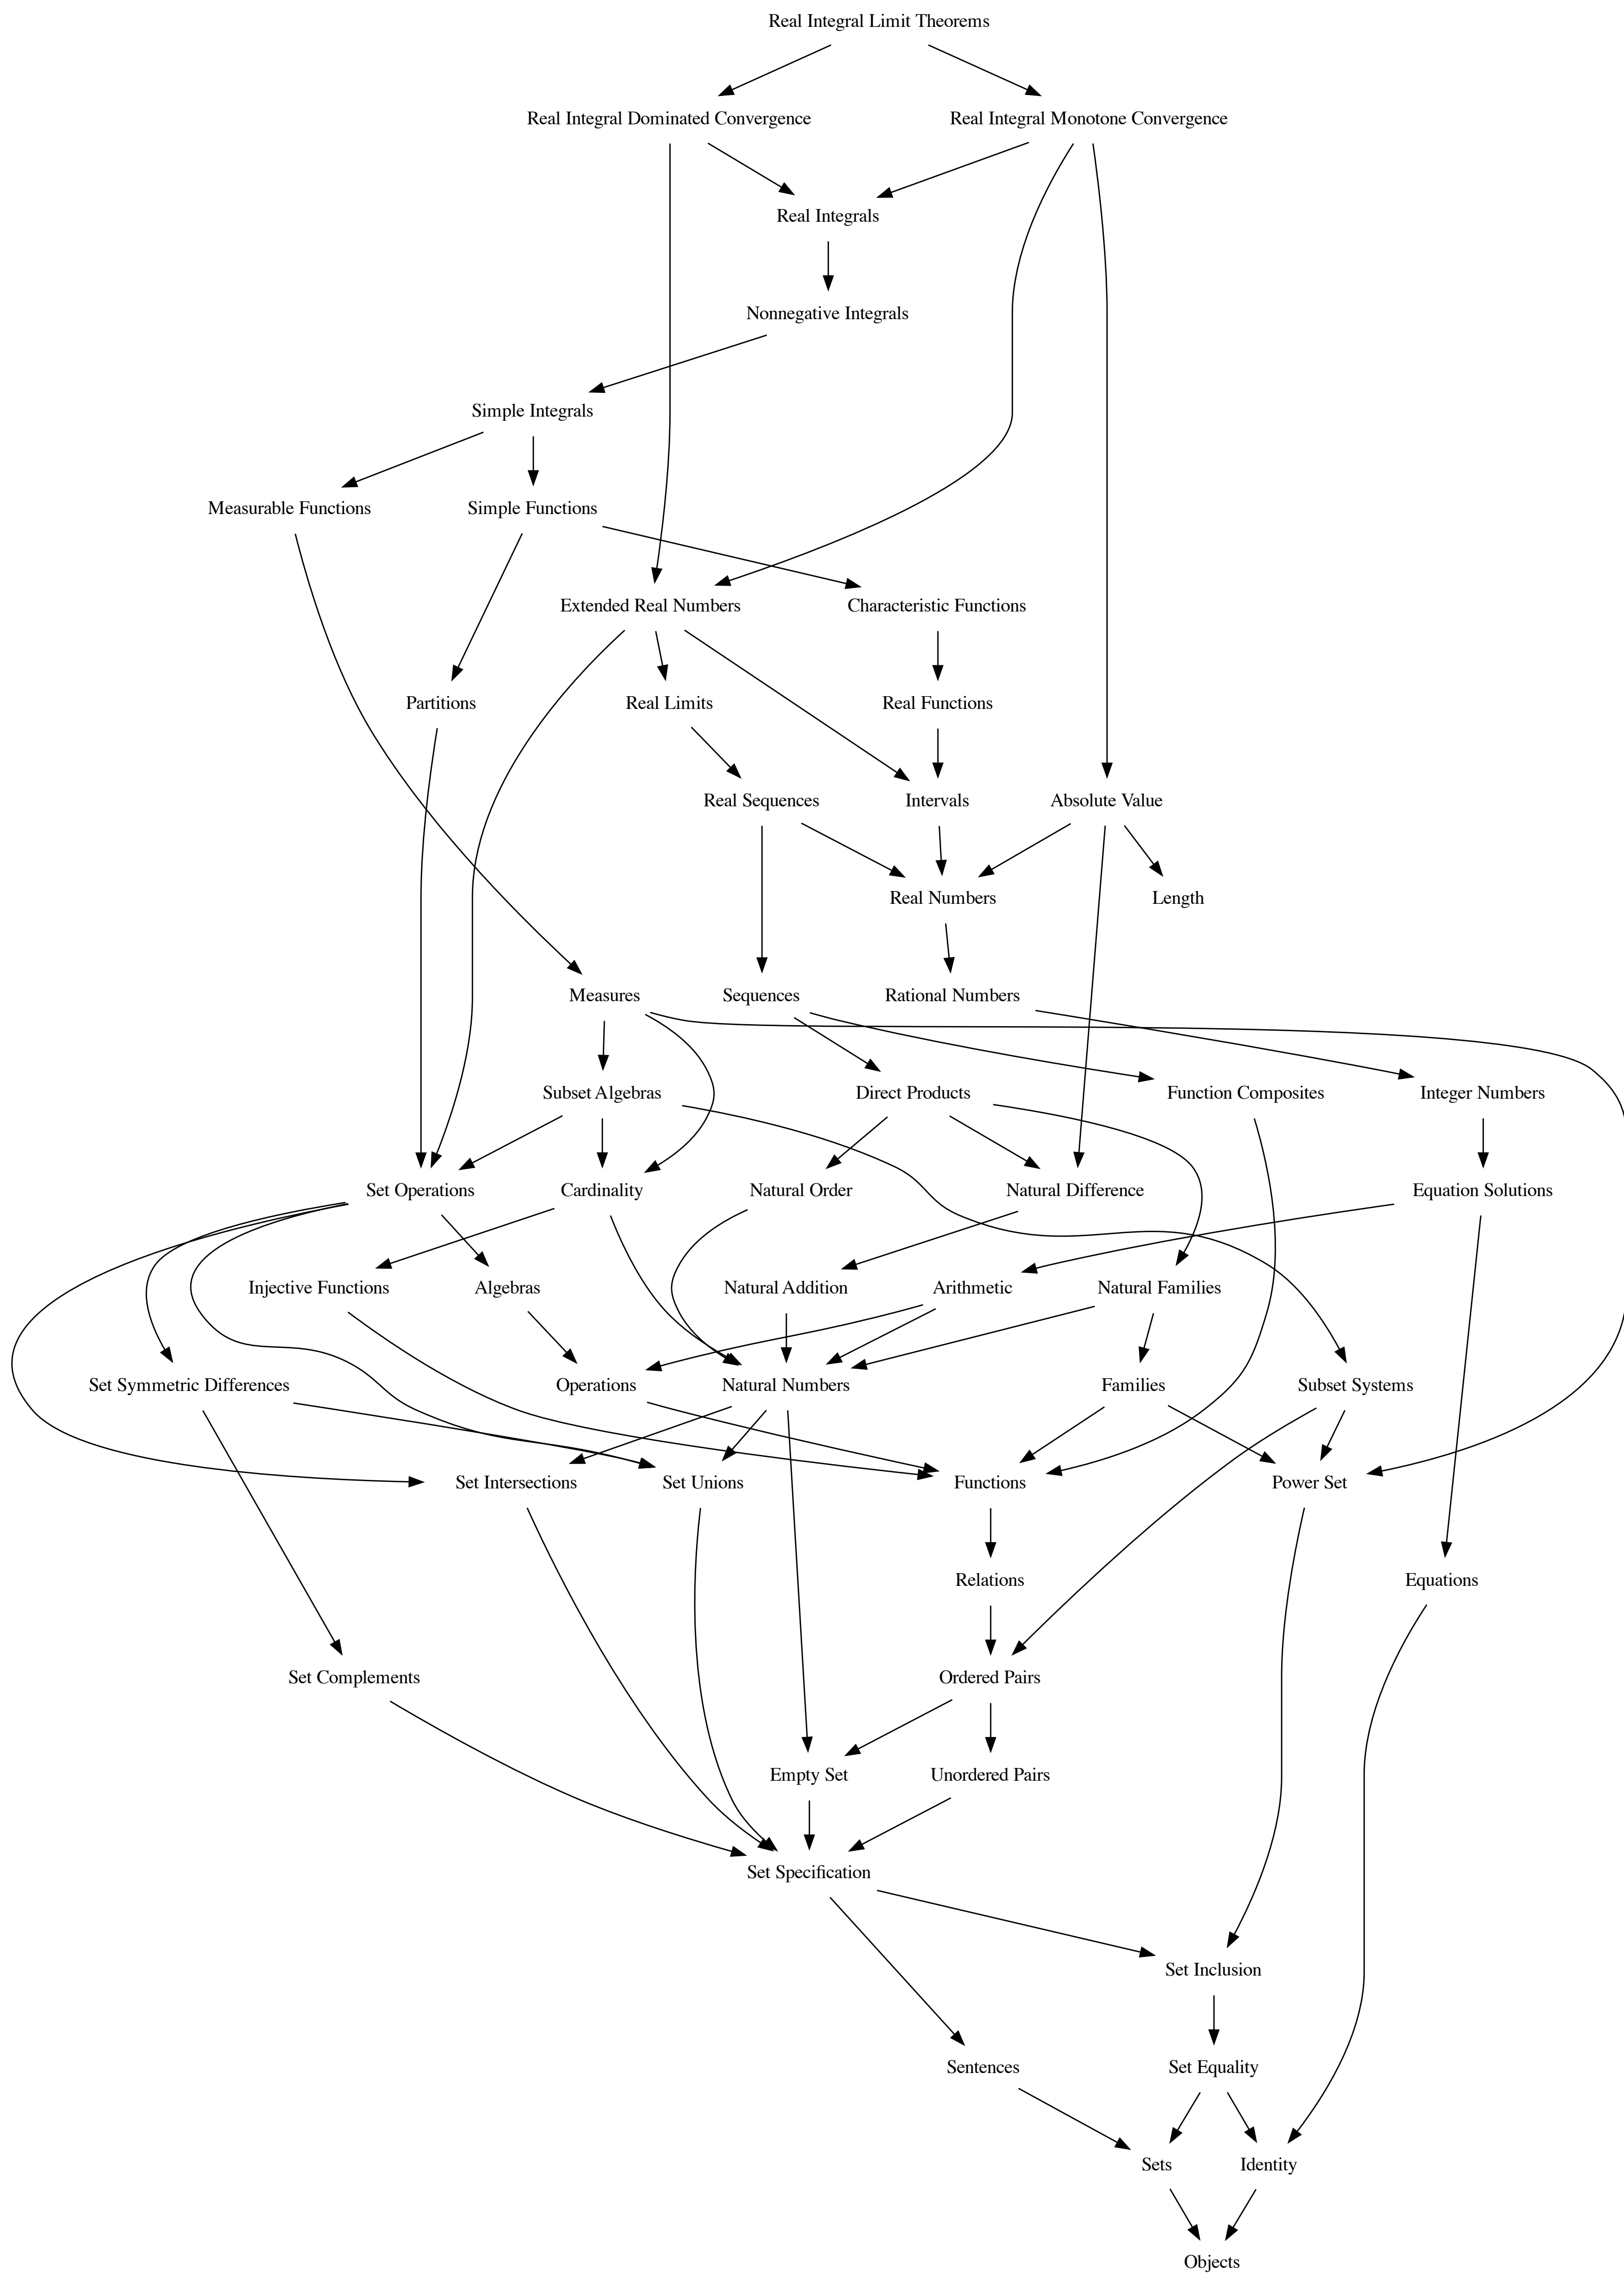 Real Integral Limit Theorems
Real Integral Dominated Convergence
Real Integral Monotone Convergence
Real Integrals
Nonnegative Integrals
Simple Integrals
Measurable Functions
Simple Functions
Extended Real Numbers
Characteristic Functions
Partitions
Real Limits
Real Functions
Real Sequences
Intervals
Absolute Value
Real Numbers
Length
Measures
Sequences
Rational Numbers
Subset Algebras
Direct Products
Function Composites
Integer Numbers
Set Operations
Cardinality
Natural Order
Natural Difference
Equation Solutions
Injective Functions
Algebras
Natural Addition
Arithmetic
Natural Families
Set Symmetric Differences
Operations
Natural Numbers
Families
Subset Systems
Set Intersections
Set Unions
Functions
Power Set
Relations
Equations
Set Complements
Ordered Pairs
Empty Set
Unordered Pairs
Set Specification
Set Inclusion
Sentences
Set Equality
Sets
Identity
Objects